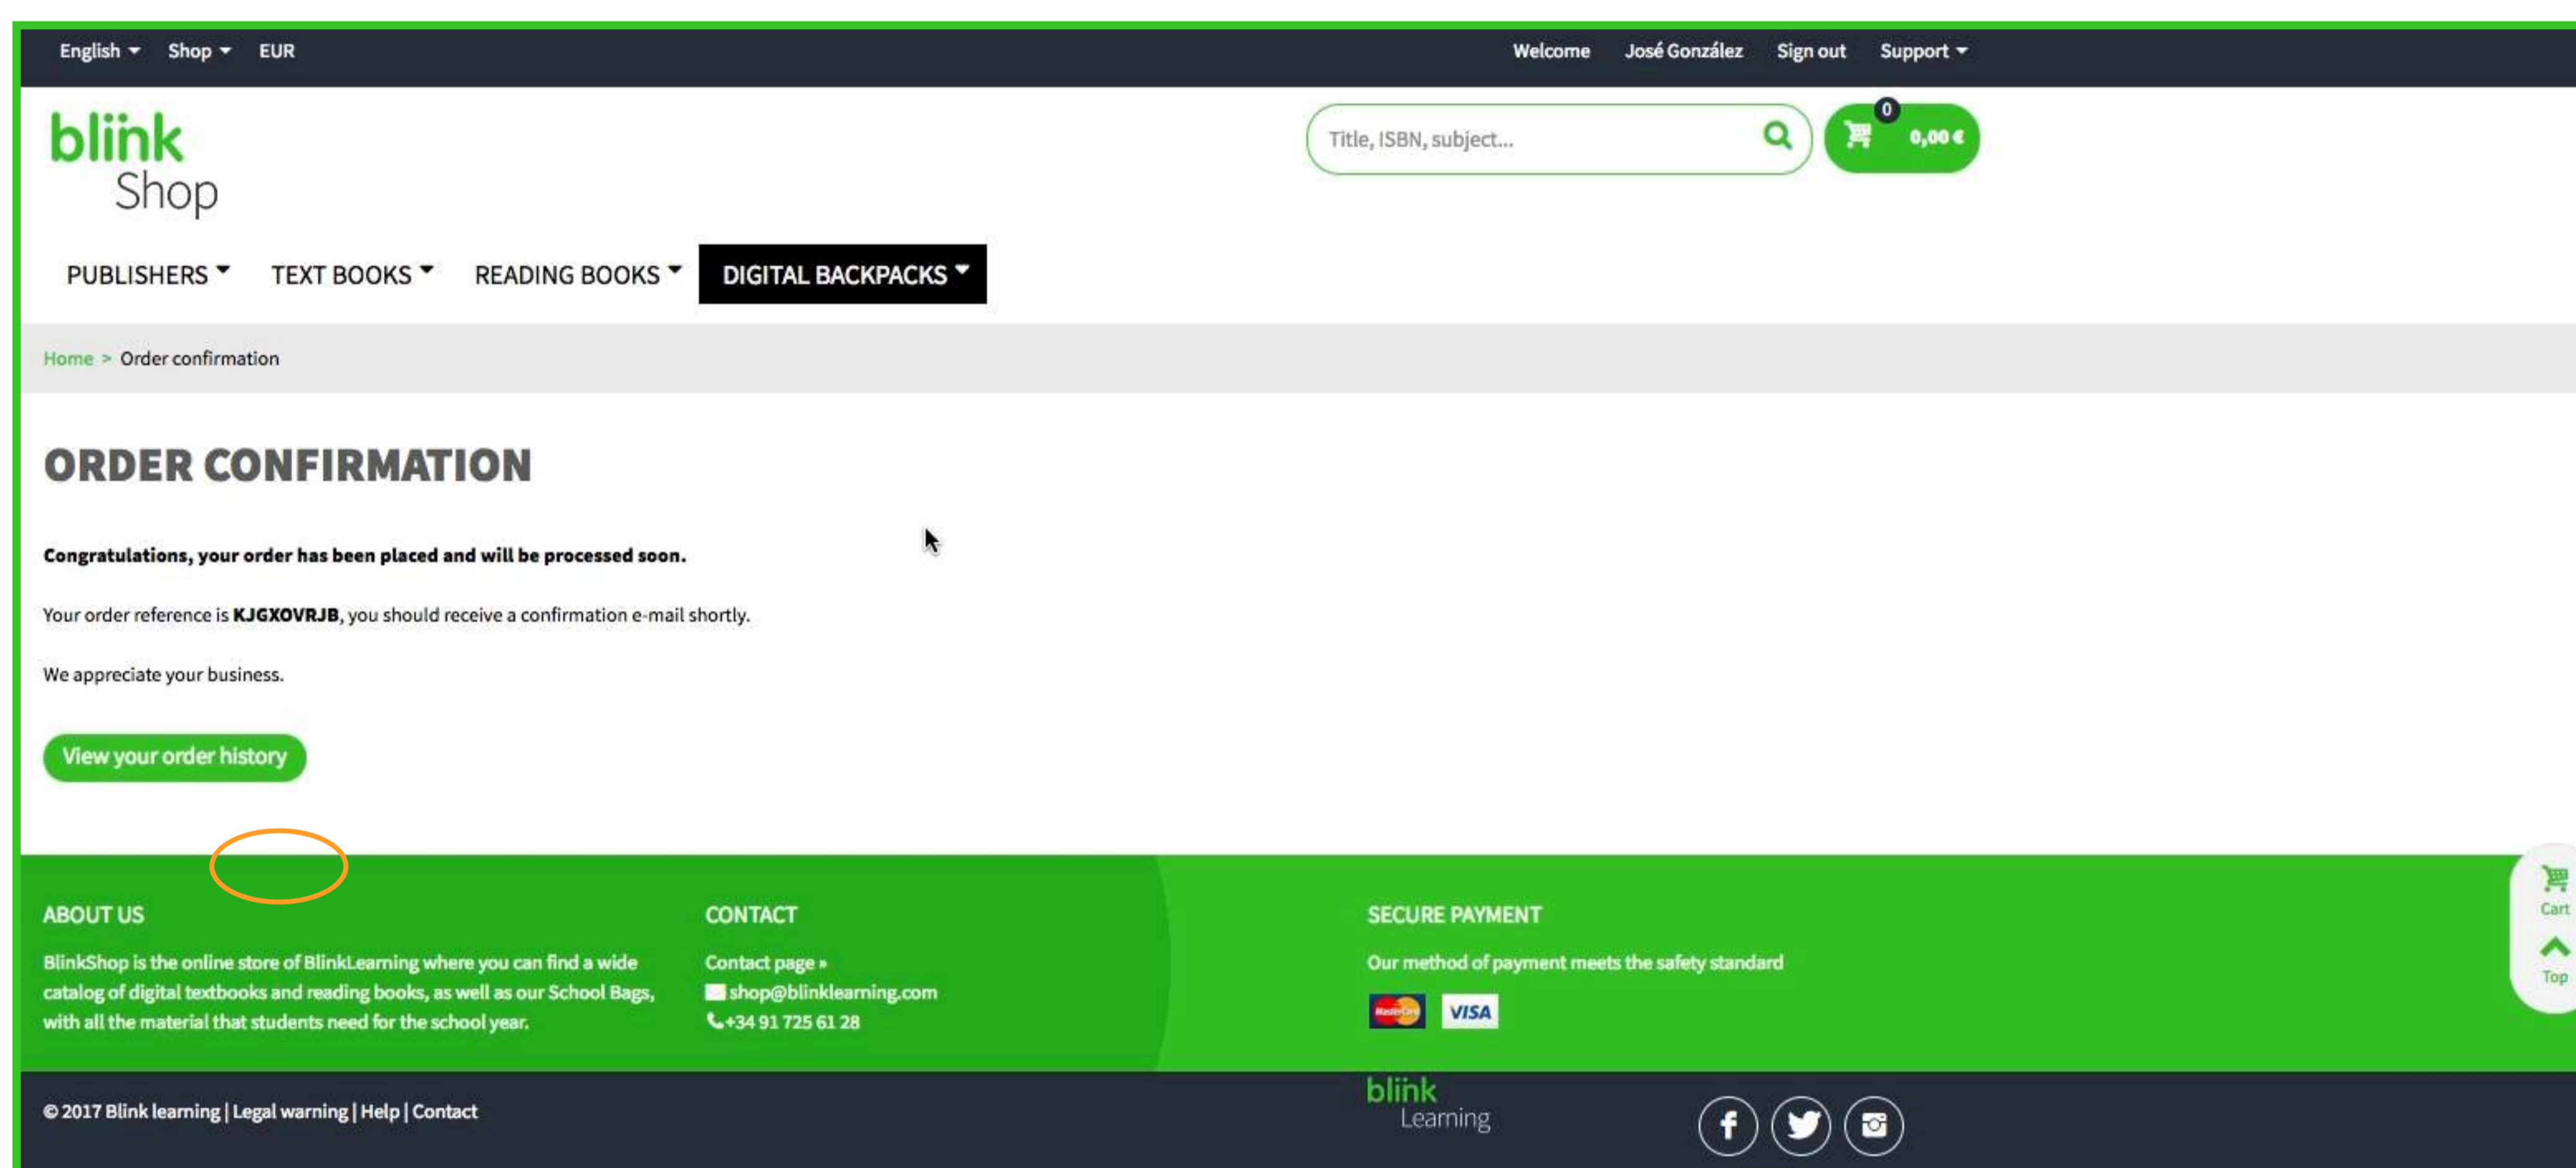 English Shop EUR Welcome José González Sign out Support
blink
Shop
Title, ISBN, subject...
0
0,00 €
PUBLISHERS TEXT BOOKS READING BOOKS DIGITAL BACKPACKS
Home > Order confirmation
ORDER CONFIRMATION
Congratulations, your order has been placed and will be processed soon.
Your order reference is KJGXOVRJB, you should receive a confirmation e-mail shortly.
We appreciate your business.
View your order history
ABOUT US
BlinkShop is the online store of BlinkLearning where you can find a wide
catalog of digital textbooks and reading books, as well as our School Bags,
with all the material that students need for the school year.
CONTACT
Contact page »
shop@blinklearning.com
+34 91 725 61 28
SECURE PAYMENT
Our method of payment meets the safety standard
MasterCard VISA
Cart
Top
© 2017 Blink learning | Legal warning | Help | Contact
blink
Learning